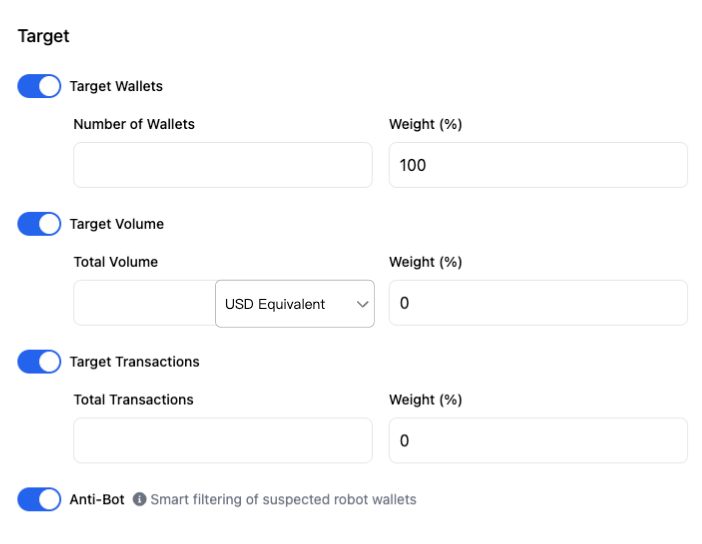 Target
Target Wallets
Number of Wallets
Weight (%)
100
Target Volume
Total Volume
Weight (%)
USD Equivalent
0
Target Transactions
Total Transactions
Weight (%)
0
Anti-Bot Smart filtering of suspected robot wallets